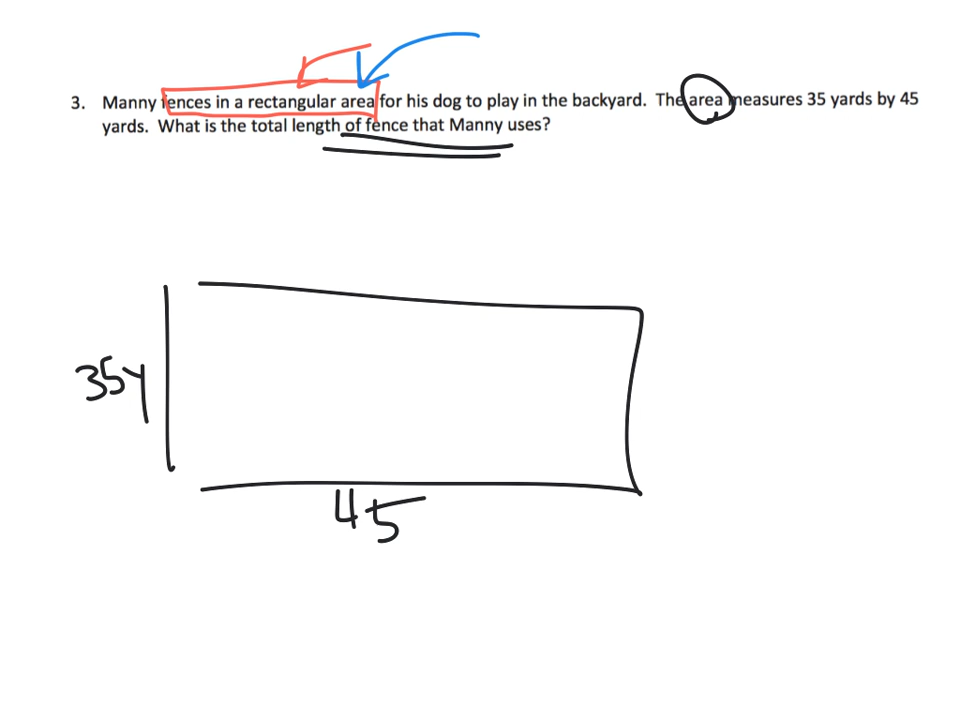 3. Manny fences in a rectangular area for his dog to play in the backyard. The area measures 35 yards by 45
yards. What is the total length of fence that Manny uses?
35y
45